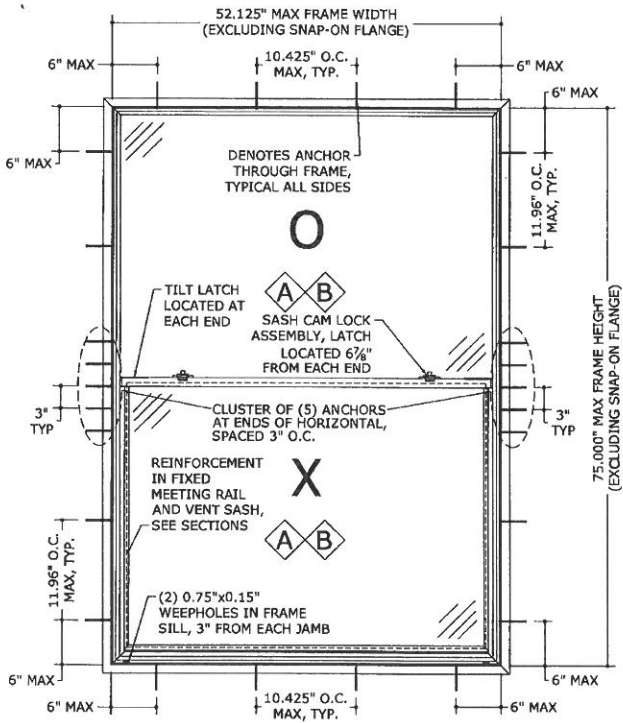 52.125" MAX FRAME WIDTH
(EXCLUDING SNAP-ON FLANGE)
6" MAX
10.425" O.C.
MAX, TYP.
6" MAX
6" MAX
6" MAX
DENOTES ANCHOR
THROUGH FRAME,
TYPICAL ALL SIDES
11.96" O.C.
MAX, TYP.
O
TILT LATCH
LOCATED AT
EACH END
A B
SASH CAM LOCK
ASSEMBLY, LATCH
LOCATED 6⅞"
FROM EACH END
75.000" MAX FRAME HEIGHT
(EXCLUDING SNAP-ON FLANGE)
3"
TYP
CLUSTER OF (5) ANCHORS
AT ENDS OF HORIZONTAL,
SPACED 3" O.C.
3"
TYP
REINFORCEMENT
IN FIXED
MEETING RAIL
AND VENT SASH,
SEE SECTIONS
X
A B
11.96" O.C.
MAX, TYP.
(2) 0.75"x0.15"
WEEPHOLES IN FRAME
SILL, 3" FROM EACH JAMB
6" MAX
6" MAX
6" MAX
10.425" O.C.
MAX, TYP.
6" MAX